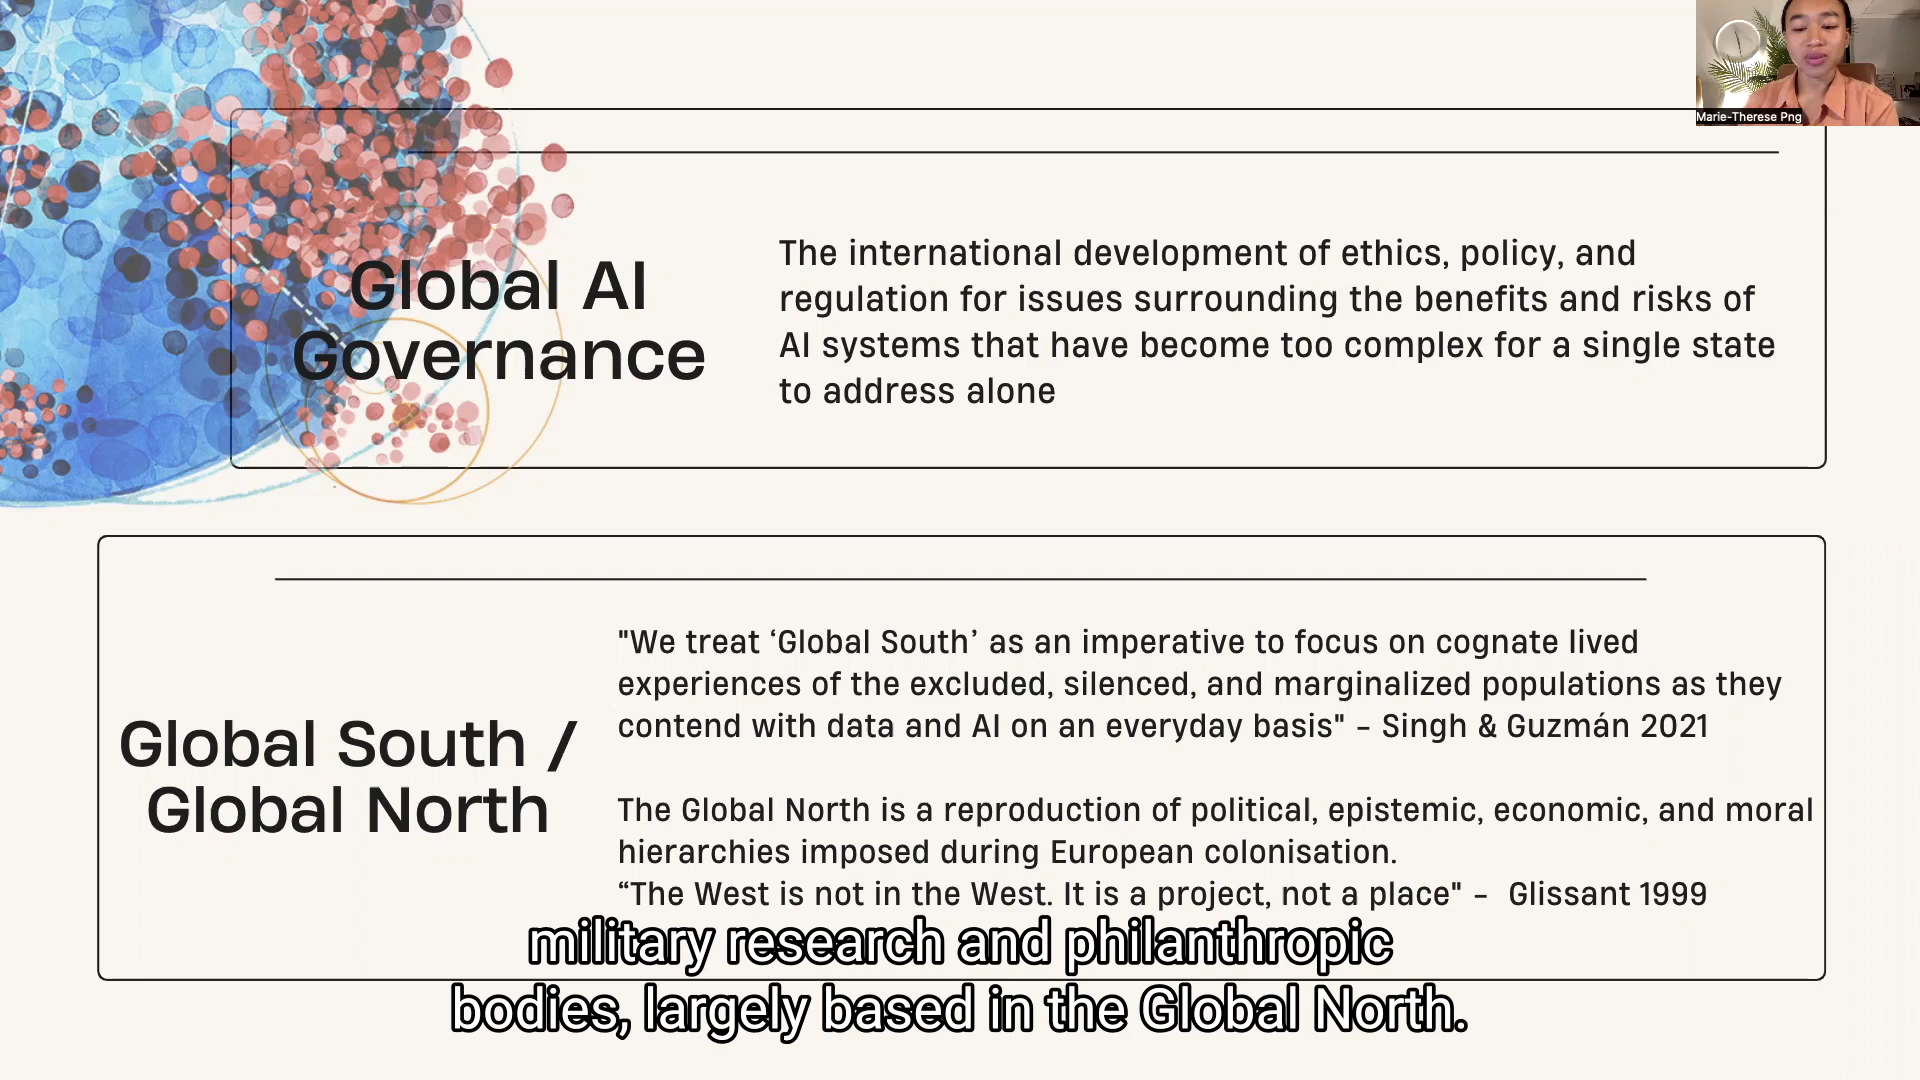 Marie-Therese Png
Global AI
Governance
The international development of ethics, policy, and
regulation for issues surrounding the benefits and risks of
AI systems that have become too complex for a single state
to address alone
Global South /
Global North
"We treat ‘Global South’ as an imperative to focus on cognate lived
experiences of the excluded, silenced, and marginalized populations as they
contend with data and AI on an everyday basis" – Singh & Guzmán 2021
The Global North is a reproduction of political, epistemic, economic, and moral
hierarchies imposed during European colonisation.
“The West is not in the West. It is a project, not a place" – Glissant 1999
military research and philanthropic
bodies, largely based in the Global North.